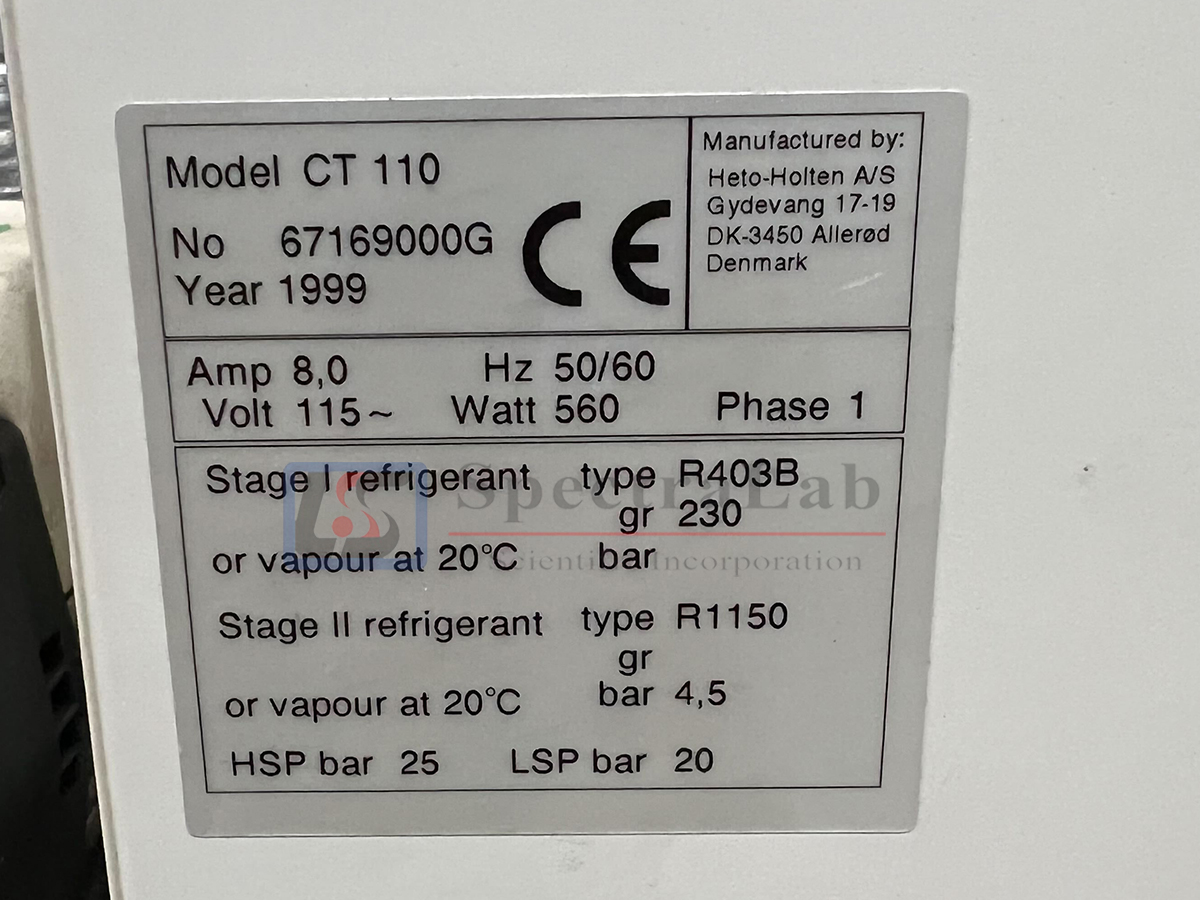 Model CT 110
No 67169000G
Year 1999
CE
Manufactured by:
Heto-Holten A/S
Gydevang 17-19
DK-3450 Allerød
Denmark
Amp 8,0 Hz 50/60
Volt 115~ Watt 560 Phase 1
Stage I refrigerant type R403B
gr 230
or vapour at 20°C bar
Stage II refrigerant type R1150
gr
or vapour at 20°C bar 4,5
HSP bar 25 LSP bar 20
SpectraLab
Scientific Incorporation